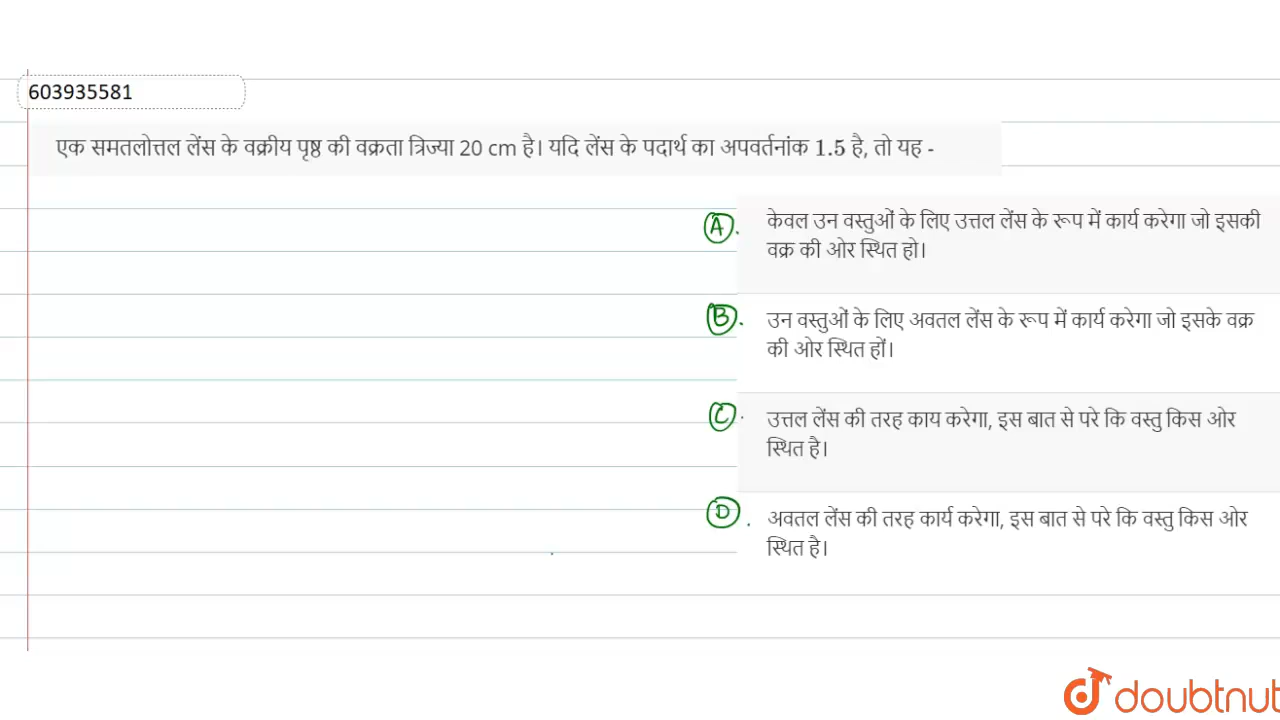 603935581
एक समतलोत्तल लेंस के वक्रीय पृष्ठ की वक्रता त्रिज्या 20 cm है। यदि लेंस के पदार्थ का अपवर्तनांक 1.5 है, तो यह -
A. केवल उन वस्तुओं के लिए उत्तल लेंस के रूप में कार्य करेगा जो इसकी
वक्र की ओर स्थित हो।
B. उन वस्तुओं के लिए अवतल लेंस के रूप में कार्य करेगा जो इसके वक्र
की ओर स्थित हों।
C. उत्तल लेंस की तरह काय करेगा, इस बात से परे कि वस्तु किस ओर
स्थित है।
D. अवतल लेंस की तरह कार्य करेगा, इस बात से परे कि वस्तु किस ओर
स्थित है।
doubtnut